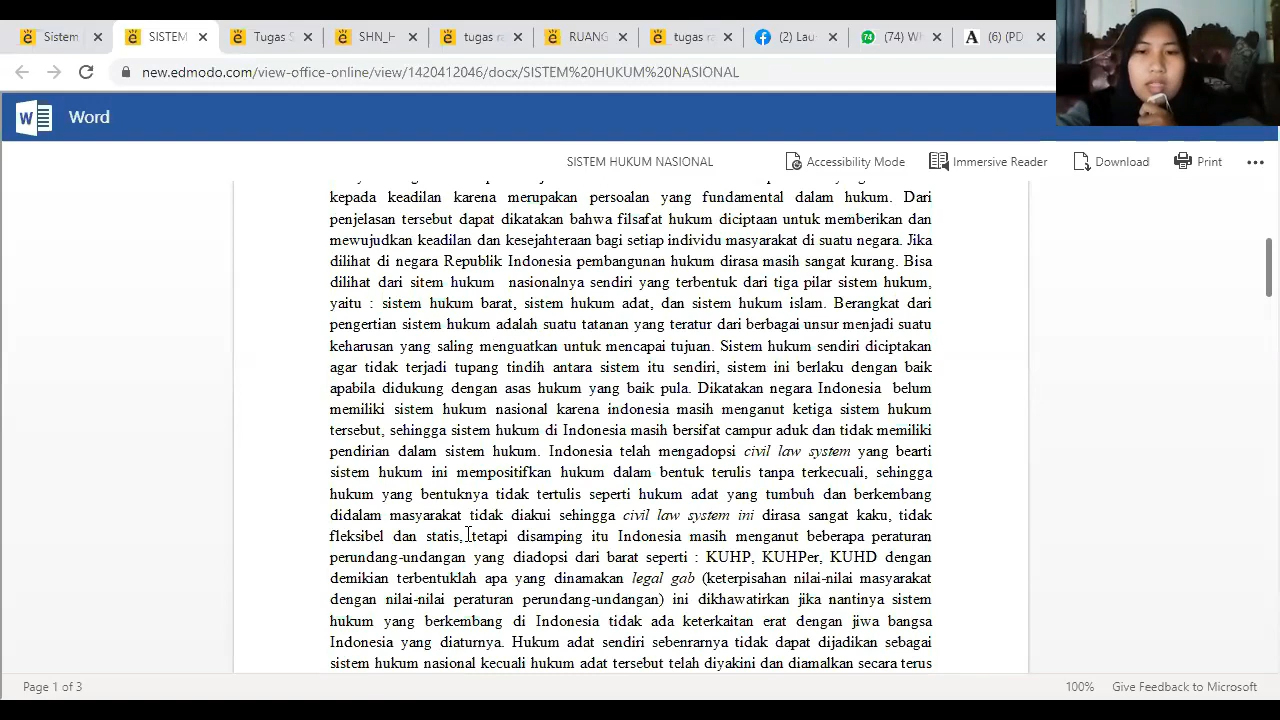 Sistem
SISTEM
Tugas S
SHN_H
tugas ra
RUANG
tugas ra
(2) Lau
(74) W
(6) (PD
new.edmodo.com/view-office-online/view/1420412046/docx/SISTEM%20HUKUM%20NASIONAL
Word
SISTEM HUKUM NASIONAL
Accessibility Mode
Immersive Reader
Download
Print
kepada keadilan karena merupakan persoalan yang fundamental dalam hukum. Dari
penjelasan tersebut dapat dikatakan bahwa filsafat hukum diciptaan untuk memberikan dan
mewujudkan keadilan dan kesejahteraan bagi setiap individu masyarakat di suatu negara. Jika
dilihat di negara Republik Indonesia pembangunan hukum dirasa masih sangat kurang. Bisa
dilihat dari sitem hukum nasionalnya sendiri yang terbentuk dari tiga pilar sistem hukum,
yaitu : sistem hukum barat, sistem hukum adat, dan sistem hukum islam. Berangkat dari
pengertian sistem hukum adalah suatu tatanan yang teratur dari berbagai unsur menjadi suatu
keharusan yang saling menguatkan untuk mencapai tujuan. Sistem hukum sendiri diciptakan
agar tidak terjadi tupang tindih antara sistem itu sendiri, sistem ini berlaku dengan baik
apabila didukung dengan asas hukum yang baik pula. Dikatakan negara Indonesia belum
memiliki sistem hukum nasional karena indonesia masih menganut ketiga sistem hukum
tersebut, sehingga sistem hukum di Indonesia masih bersifat campur aduk dan tidak memiliki
pendirian dalam sistem hukum. Indonesia telah mengadopsi civil law system yang bearti
sistem hukum ini mempositifkan hukum dalam bentuk terulis tanpa terkecuali, sehingga
hukum yang bentuknya tidak tertulis seperti hukum adat yang tumbuh dan berkembang
didalam masyarakat tidak diakui sehingga civil law system ini dirasa sangat kaku, tidak
fleksibel dan statis, tetapi disamping itu Indonesia masih menganut beberapa peraturan
perundang-undangan yang diadopsi dari barat seperti : KUHP, KUHPer, KUHD dengan
demikian terbentuklah apa yang dinamakan legal gab (keterpisahan nilai-nilai masyarakat
dengan nilai-nilai peraturan perundang-undangan) ini dikhawatirkan jika nantinya sistem
hukum yang berkembang di Indonesia tidak ada keterkaitan erat dengan jiwa bangsa
Indonesia yang diaturnya. Hukum adat sendiri sebenrarnya tidak dapat dijadikan sebagai
sistem hukum nasional kecuali hukum adat tersebut telah diyakini dan diamalkan secara terus
Page 1 of 3
100%
Give Feedback to Microsoft